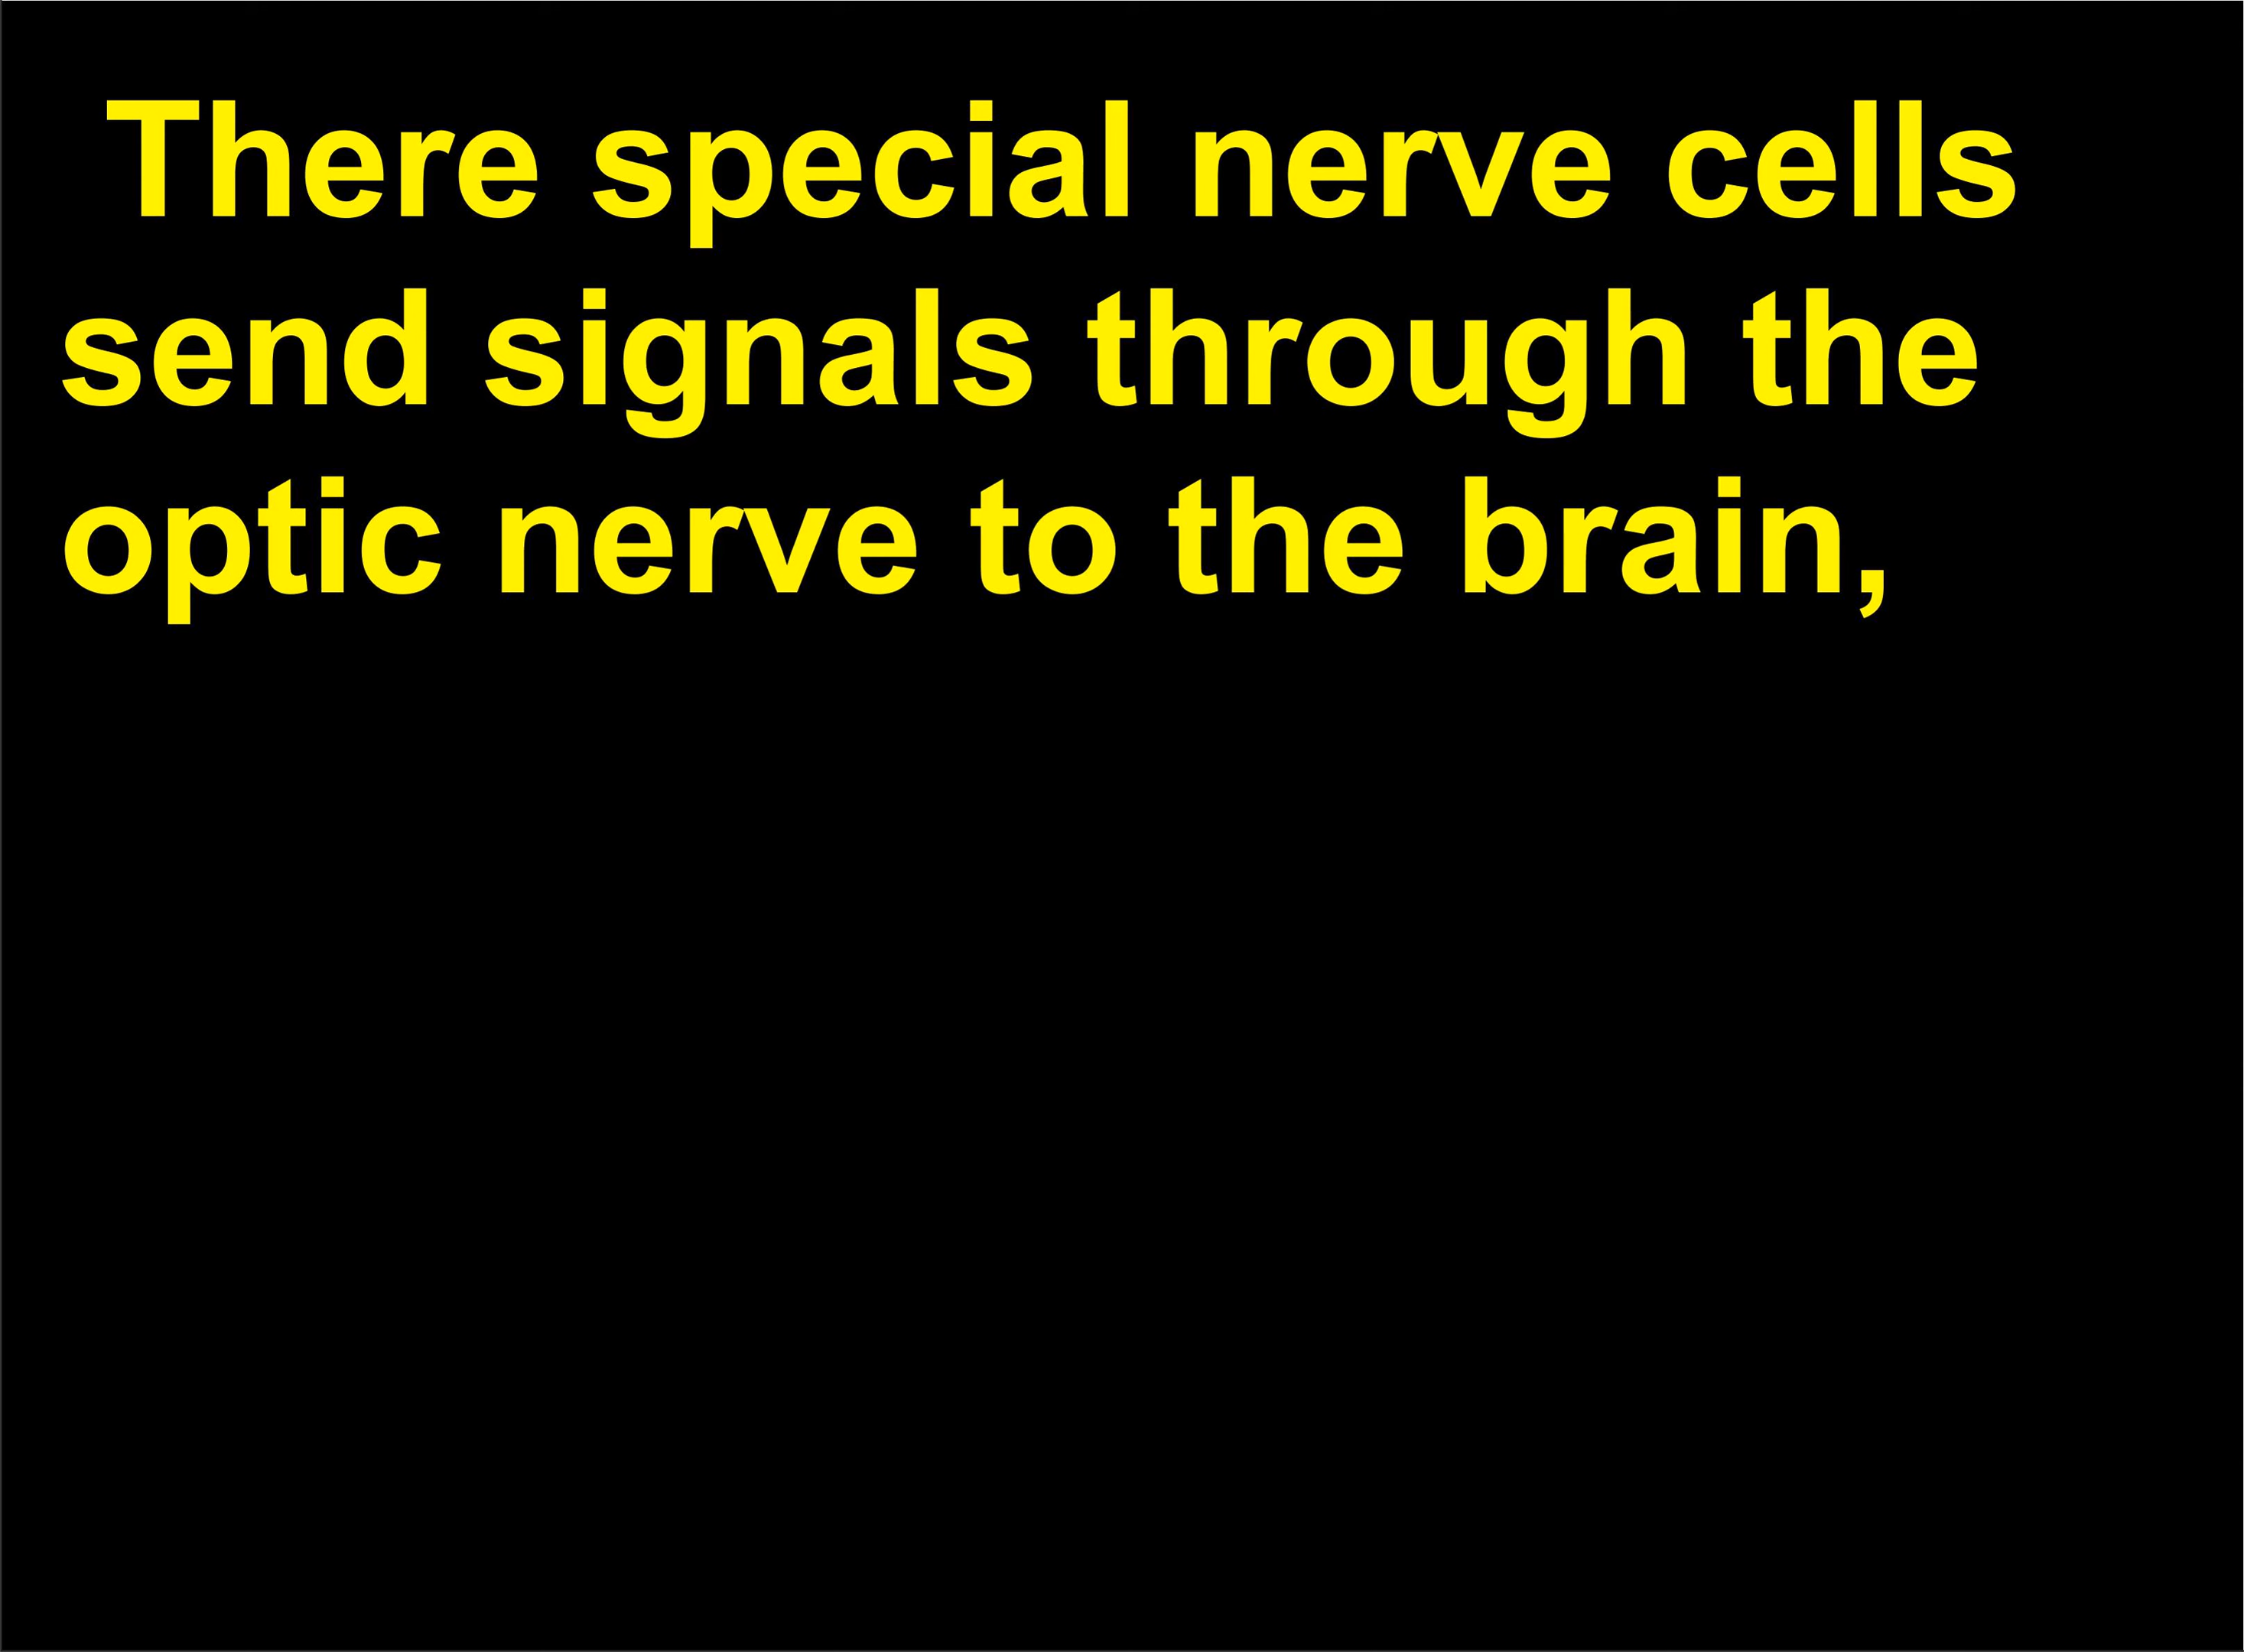 There special nerve cells
send signals through the
optic nerve to the brain,